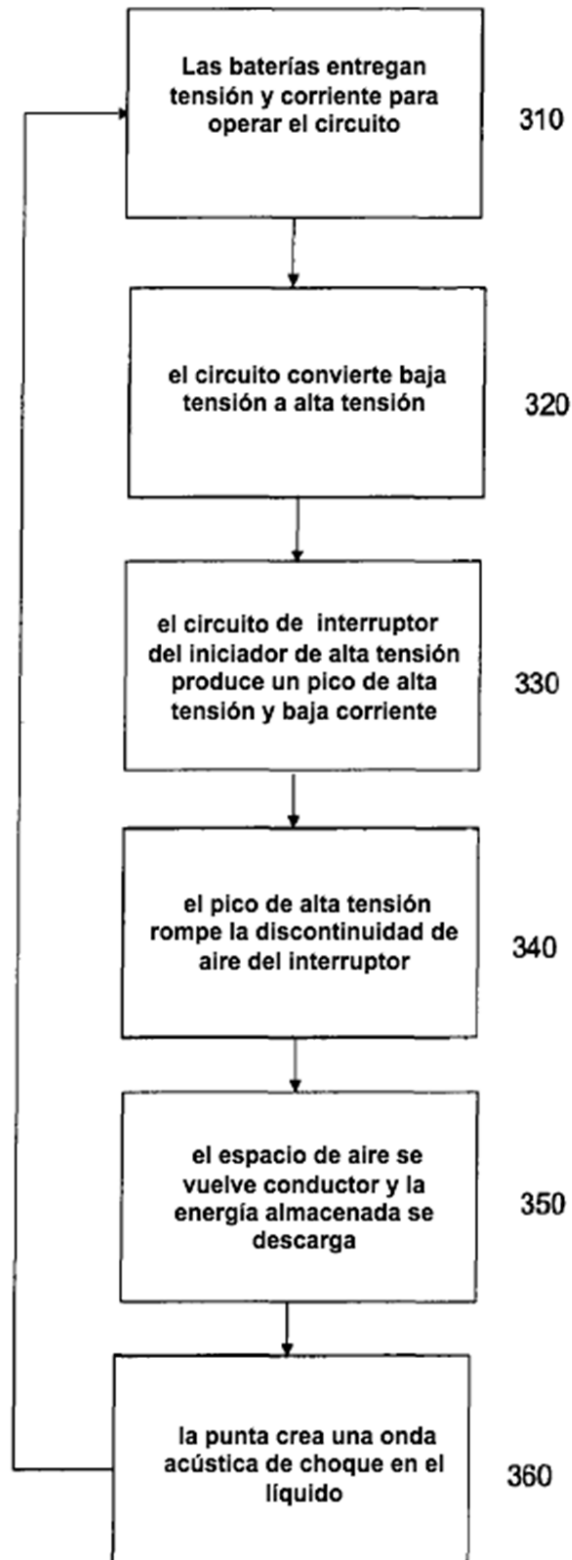 Las baterías entregan
tensión y corriente para
operar el circuito
310
el circuito convierte baja
tensión a alta tensión
320
el circuito de interruptor
del iniciador de alta tensión
produce un pico de alta
tensión y baja corriente
330
el pico de alta tensión
rompe la discontinuidad de
aire del interruptor
340
el espacio de aire se
vuelve conductor y la
energía almacenada se
descarga
350
la punta crea una onda
acústica de choque en el
líquido
360